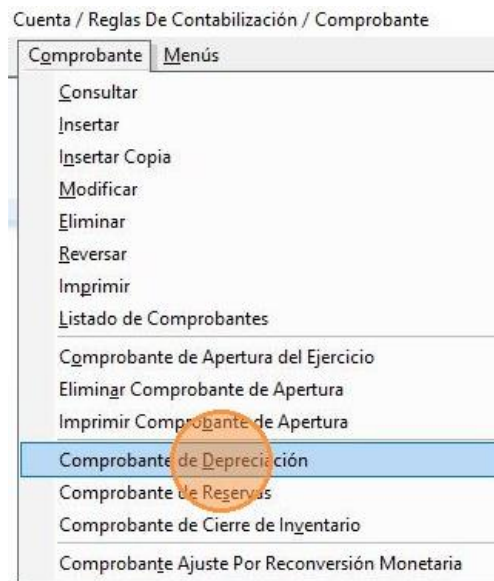 Cuenta / Reglas De Contabilización / Comprobante
Comprobante Menús
Consultar
Insertar
Insertar Copia
Modificar
Eliminar
Reversar
Imprimir
Listado de Comprobantes
Comprobante de Apertura del Ejercicio
Eliminar Comprobante de Apertura
Imprimir Comprobante de Apertura
Comprobante de Depreciación
Comprobante de Reservas
Comprobante de Cierre de Inventario
Comprobante Ajuste Por Reconversión Monetaria